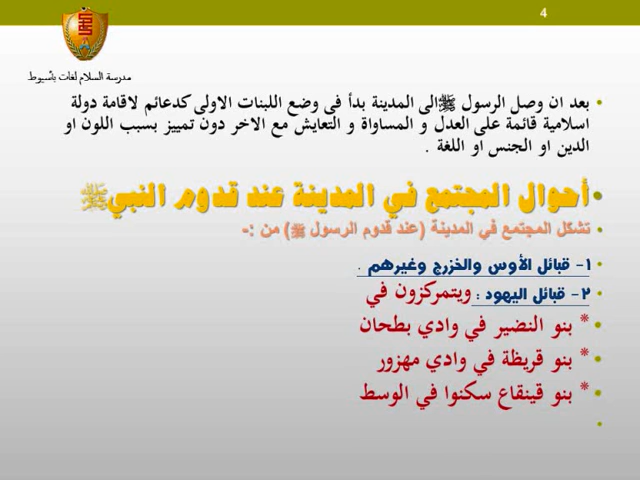 4
مدرسة السلام لغات بأسيوط
• بعد ان وصل الرسول ﷺ الى المدينة بدأ فى وضع اللبنات الاولى كدعائم لاقامة دولة
اسلامية قائمة على العدل و المساواة و التعايش مع الاخر دون تمييز بسبب اللون او
الدين او الجنس او اللغة .
• أحوال المجتمع في المدينة عند قدوم النبي ﷺ
• تشكل المجتمع في المدينة (عند قدوم الرسول ﷺ) من :-
• ١- قبائل الأوس والخزرج وغيرهم .
• ٢- قبائل اليهود : ويتمركزون في
• * بنو النضير في وادي بطحان
• * بنو قريظة في وادي مهزور
• * بنو قينقاع سكنوا في الوسط
•